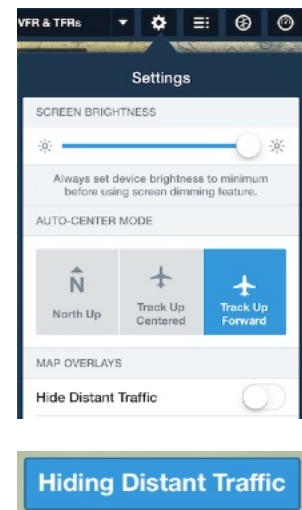 VFR & TFRs
Settings
SCREEN BRIGHTNESS
Always set device brightness to minimum
before using screen dimming feature.
AUTO-CENTER MODE
N
North Up
Track Up
Centered
Track Up
Forward
MAP OVERLAYS
Hide Distant Traffic
Hiding Distant Traffic